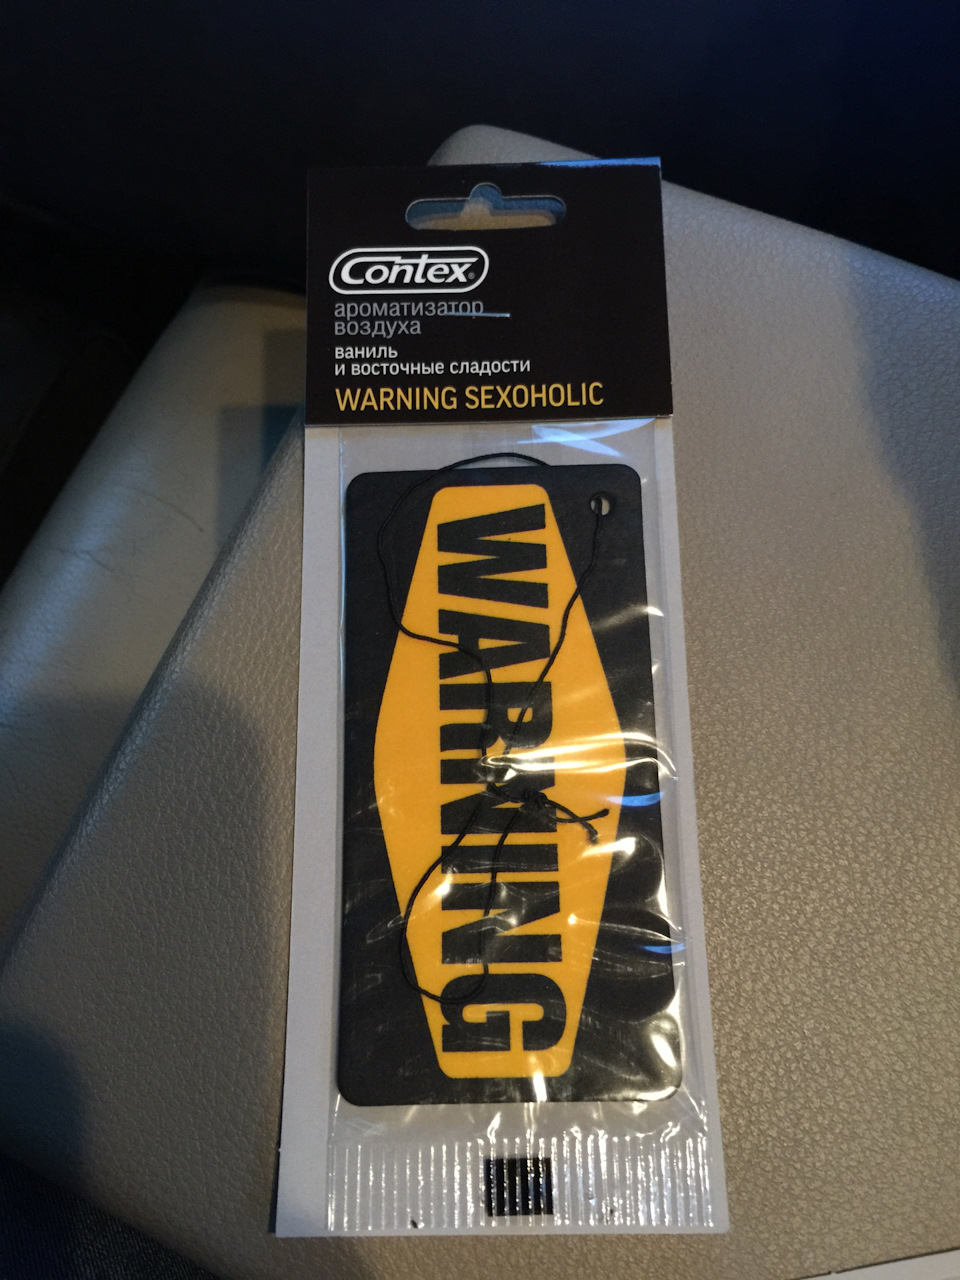 Contex
ароматизатор
воздуха
ваниль
и восточные сладости
WARNING SEXOHOLIC
WARNING